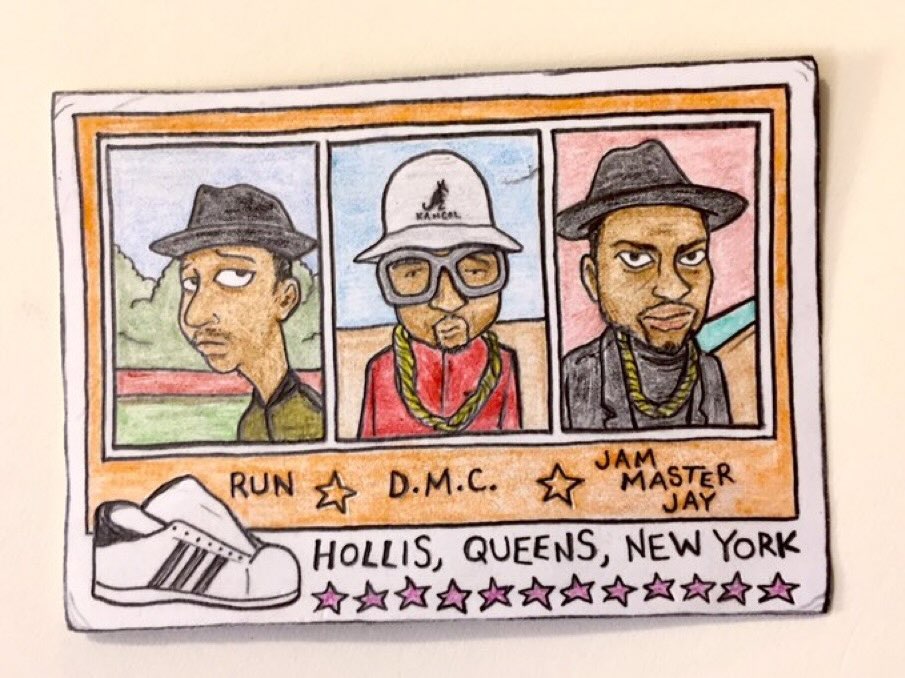 KANGOL
RUN ☆ D.M.C. ☆ JAM
MASTER
JAY
HOLLIS, QUEENS, NEW YORK